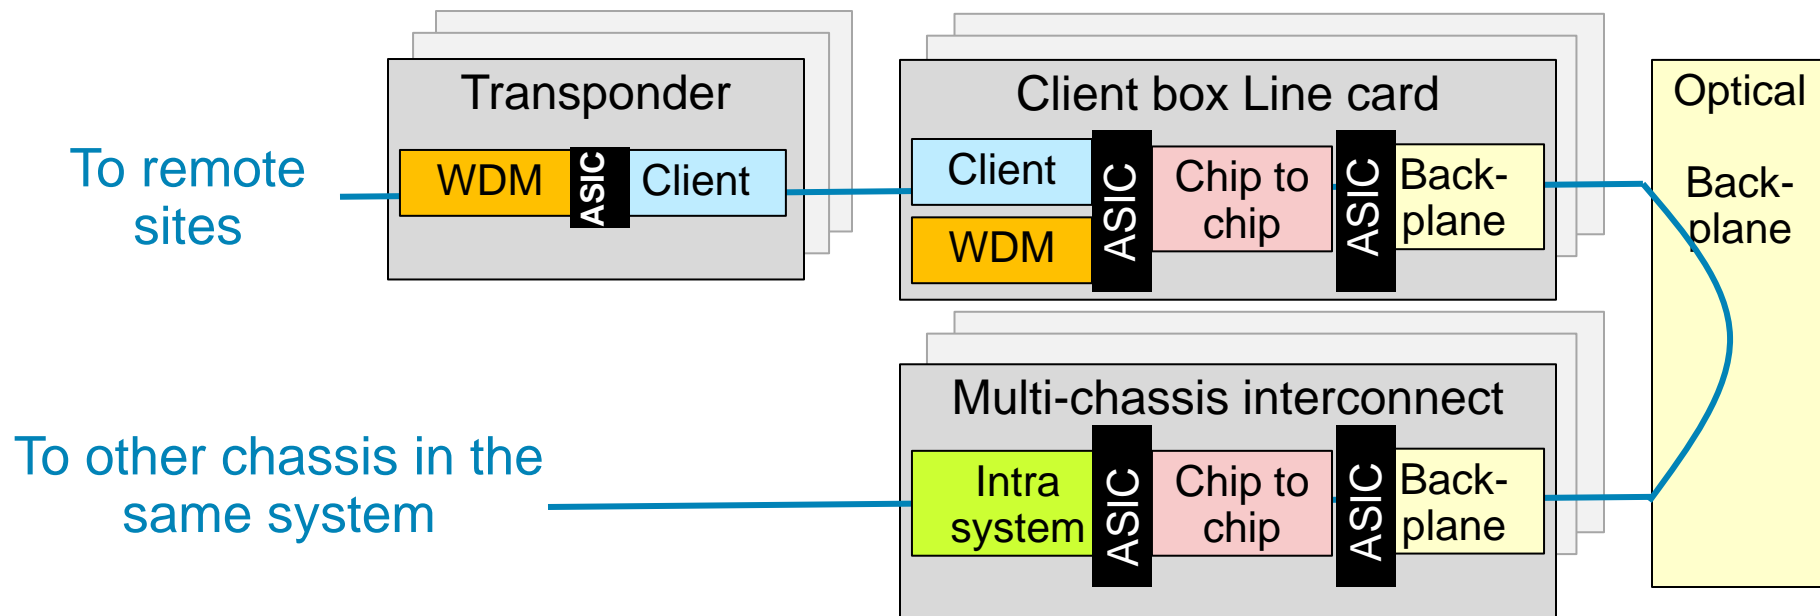 Transponder
To remote
sites
WDM
ASIC
Client
Client box Line card
Client
WDM
ASIC
Chip to
chip
ASIC
Back-
plane
Optical
Back-
plane
Multi-chassis interconnect
To other chassis in the
same system
Intra
system
ASIC
Chip to
chip
ASIC
Back-
plane